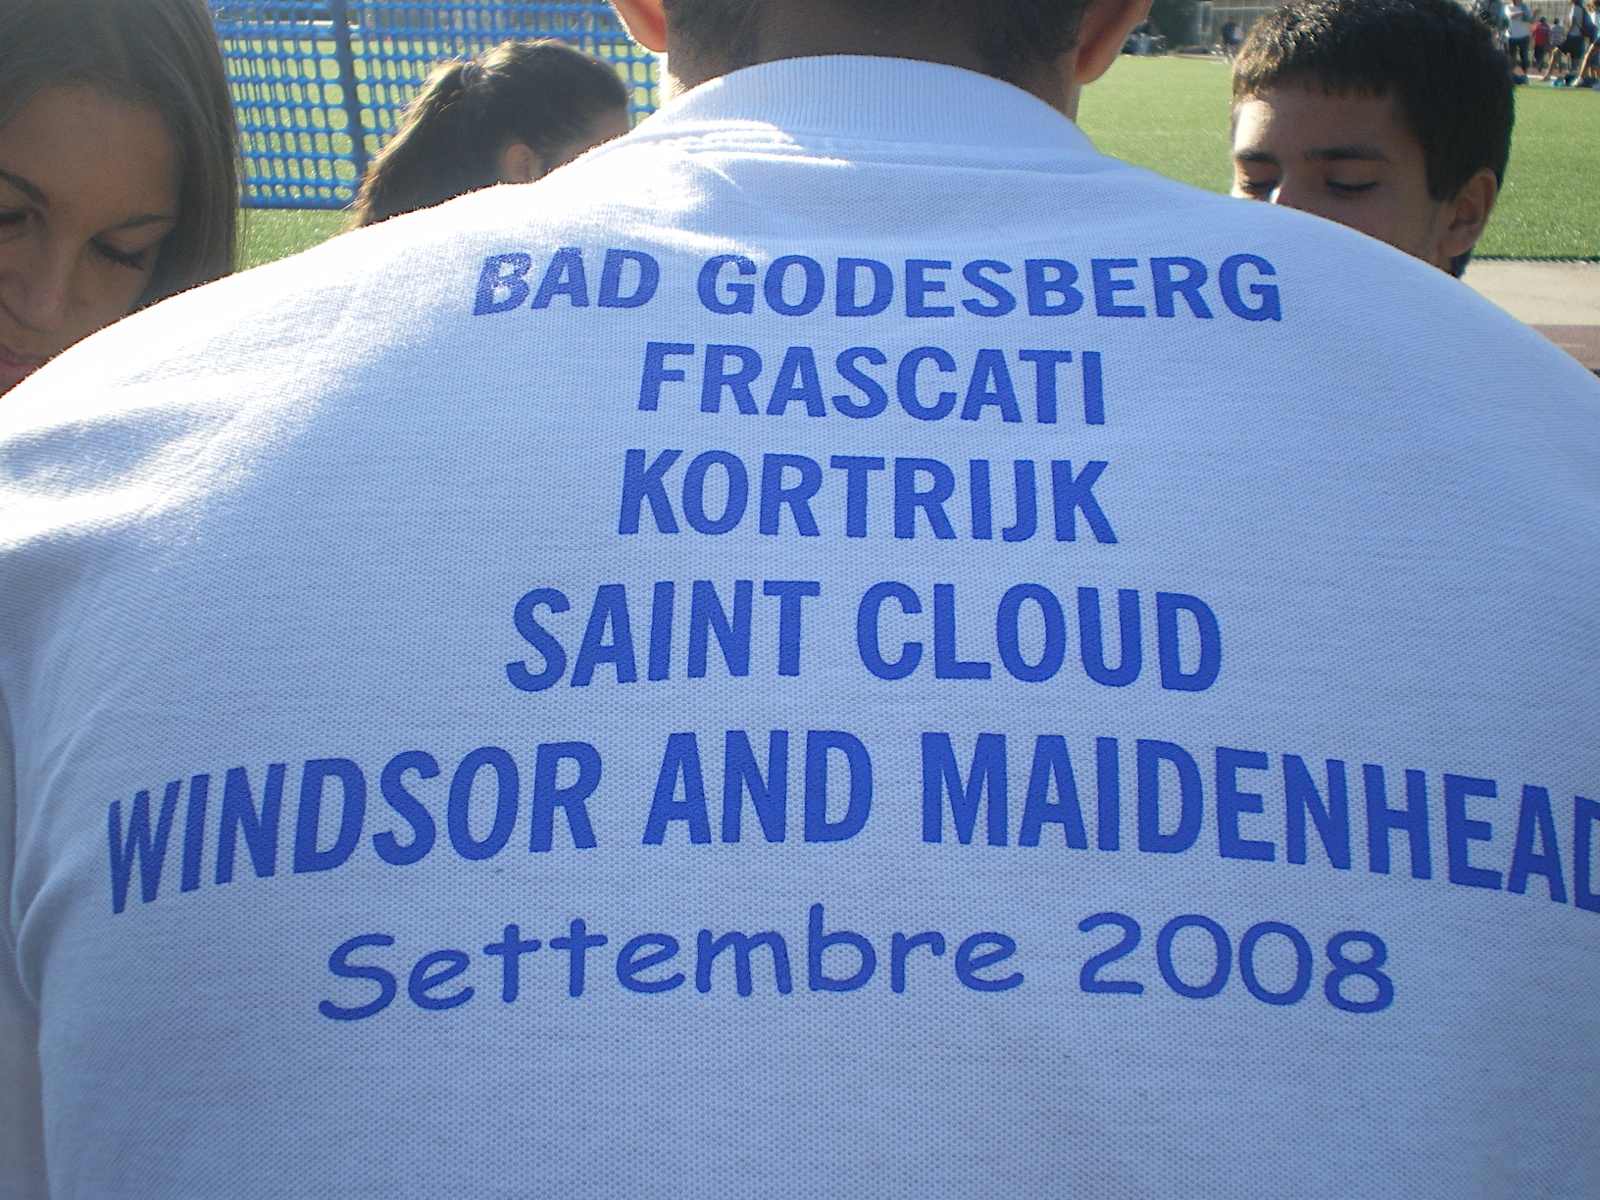 BAD GODESBERG
FRASCATI
KORTRIJK
SAINT CLOUD
WINDSOR AND MAIDENHEAD
Settembre 2008